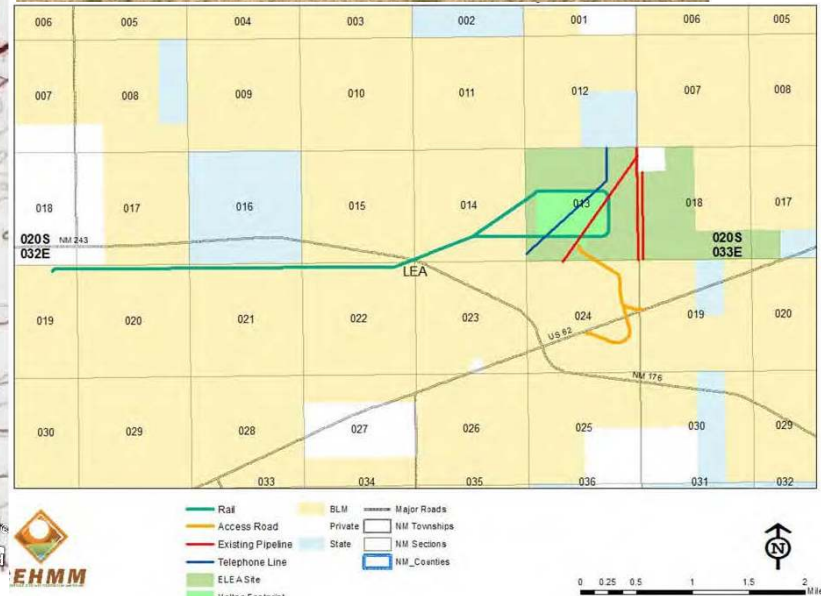 006 005 004 003 002 001 006 005
007 008 009 010 011 012 007 008
018 017 016 015 014 013 018 017
020S NM 243 020S
032E LEA 033E
019 020 021 022 023 024 019 020
US 62
NM 176
030 029 028 027 026 025 030 029
033 034 035 036 031 032
Rail BLM Major Roads
Access Road Private NM Townships
Existing Pipeline State NM Sections
Telephone Line NM_Counties
ELEA Site
EHMM
N
0 0.25 0.5 1 1.5 2